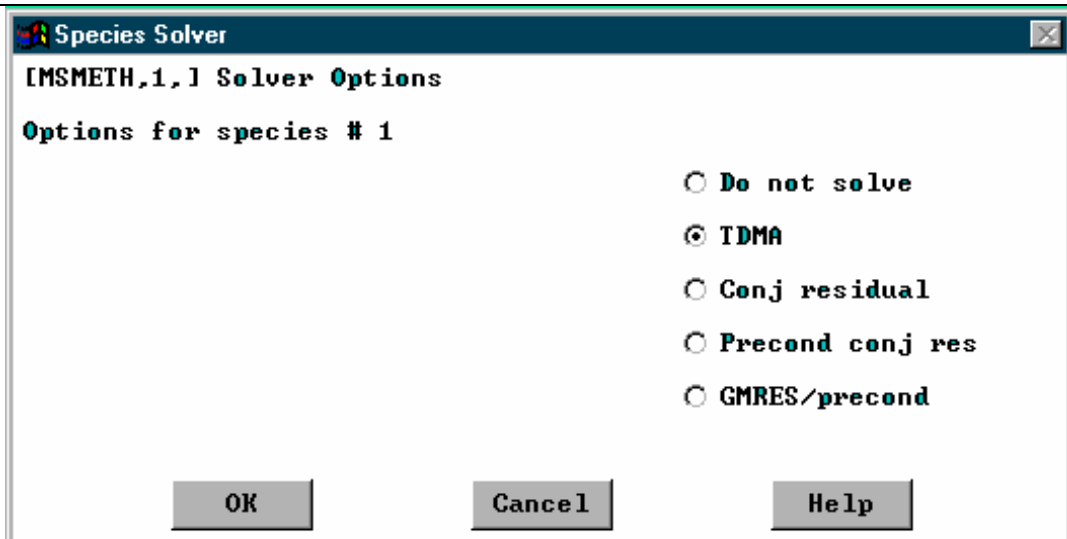 Species Solver
[MSMETH,1,] Solver Options
Options for species # 1
Do not solve
TDMA
Conj residual
Precond conj res
GMRES/precond
OK Cancel Help